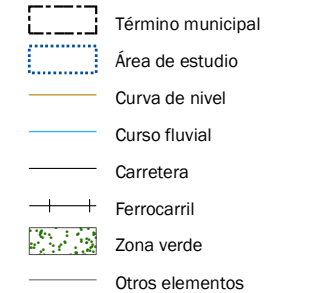 Término municipal
Área de estudio
Curva de nivel
Curso fluvial
Carretera
Ferrocarril
Zona verde
Otros elementos